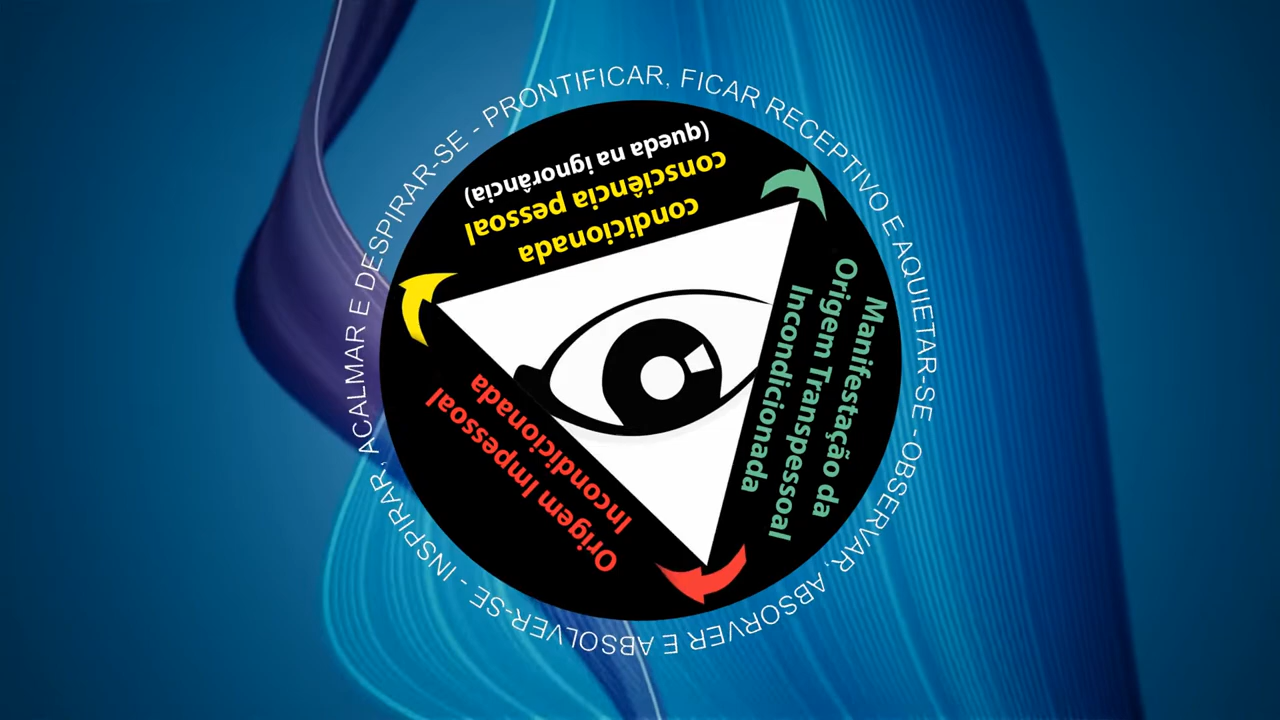 PRONTIFICAR, FICAR RECEPTIVO E AQUIETAR-SE - OBSERVAR, ABSORVER E ABSOLVER-SE - INSPIRAR, ACALMAR E DESPIRAR-SE -
condicionada
consciência pessoal
(queda na ignorância)
Manifestação da
Origem Transpessoal
Incondicionada
Origem Impessoal
Incondicionada